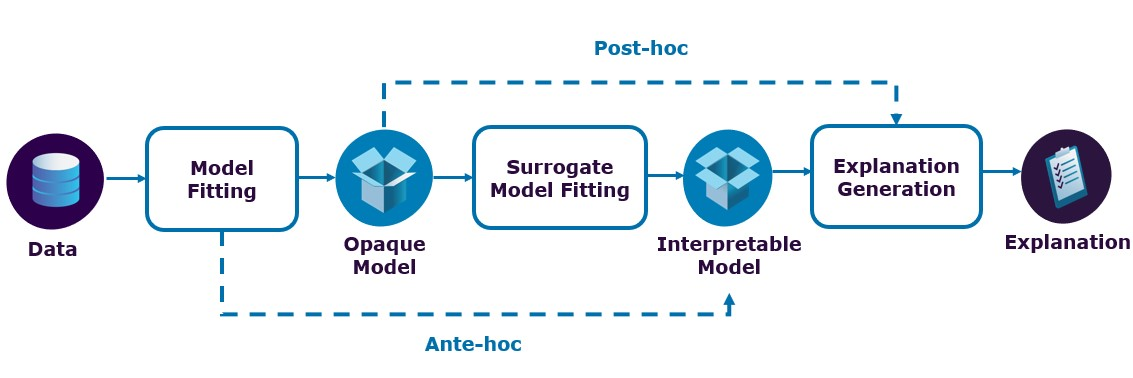 Post-hoc
Model
Fitting
Surrogate
Model Fitting
Explanation
Generation
Data
Opaque
Model
Interpretable
Model
Explanation
Ante-hoc